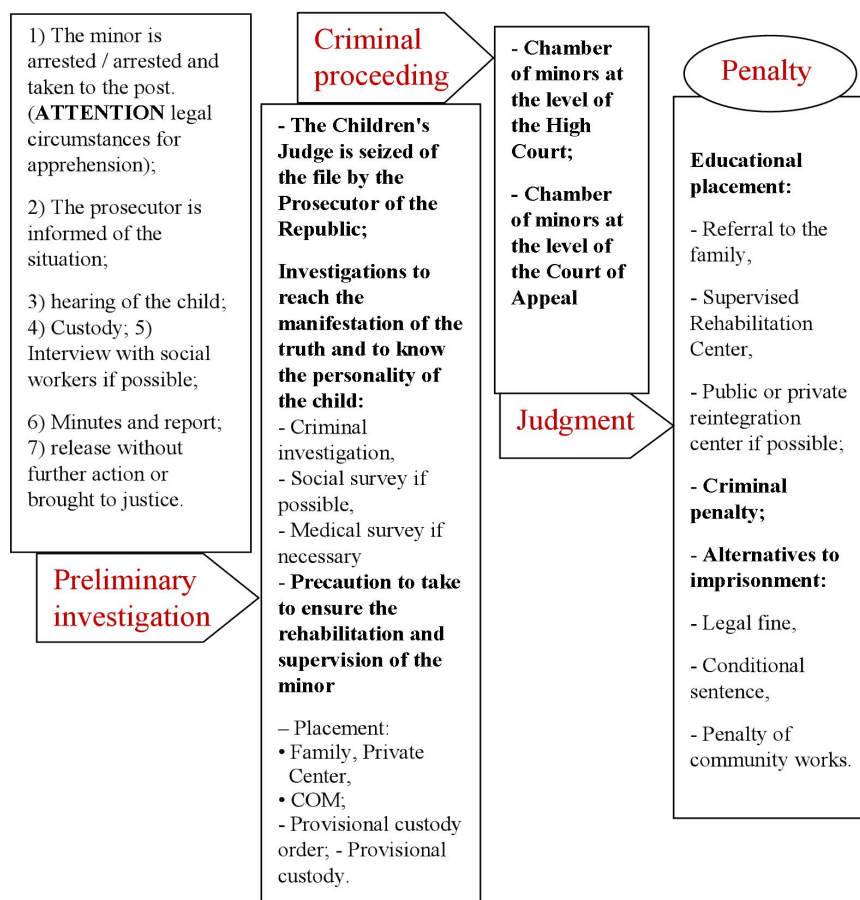 1) The minor is
arrested / arrested and
taken to the post.
(ATTENTION legal
circumstances for
apprehension);
2) The prosecutor is
informed of the
situation;
3) hearing of the child;
4) Custody; 5)
Interview with social
workers if possible;
6) Minutes and report;
7) release without
further action or
brought to justice.
Preliminary
investigation
Criminal
proceeding
- The Children's
Judge is seized of
the file by the
Prosecutor of the
Republic;
Investigations to
reach the
manifestation of the
truth and to know
the personality of
the child:
- Criminal
investigation,
- Social survey if
possible,
- Medical survey if
necessary
- Precaution to take
to ensure the
rehabilitation and
supervision of the
minor
– Placement:
• Family, Private
Center,
• COM;
- Provisional custody
order; - Provisional
custody.
- Chamber
of minors at
the level of
the High
Court;
- Chamber
of minors at
the level of
the Court of
Appeal
Judgment
Penalty
Educational
placement:
- Referral to the
family,
- Supervised
Rehabilitation
Center,
- Public or private
reintegration
center if possible;
- Criminal
penalty;
- Alternatives to
imprisonment:
- Legal fine,
- Conditional
sentence,
- Penalty of
community works.